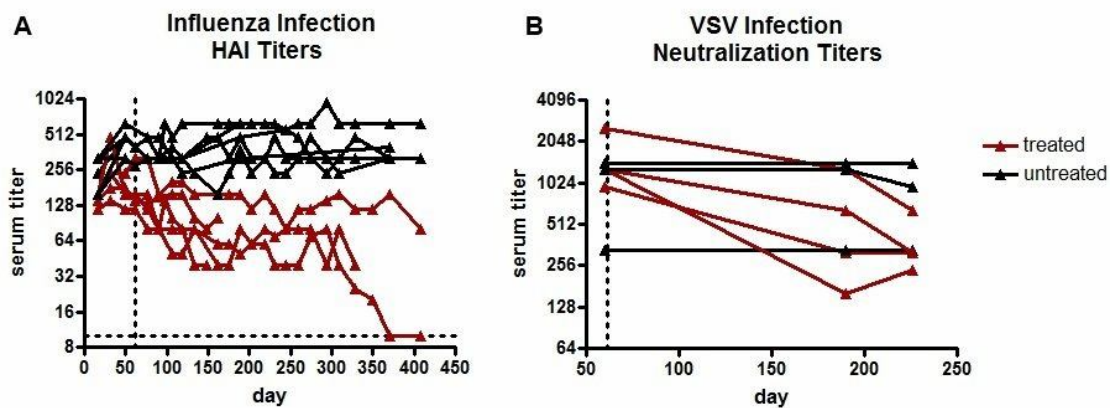 A
Influenza Infection
HAI Titers
serum titer
1024
512
256
128
64
32
16
8
0 50 100 150 200 250 300 350 400 450
day
B
VSV Infection
Neutralization Titers
serum titer
4096
2048
1024
512
256
128
64
50 100 150 200 250
day
treated
untreated